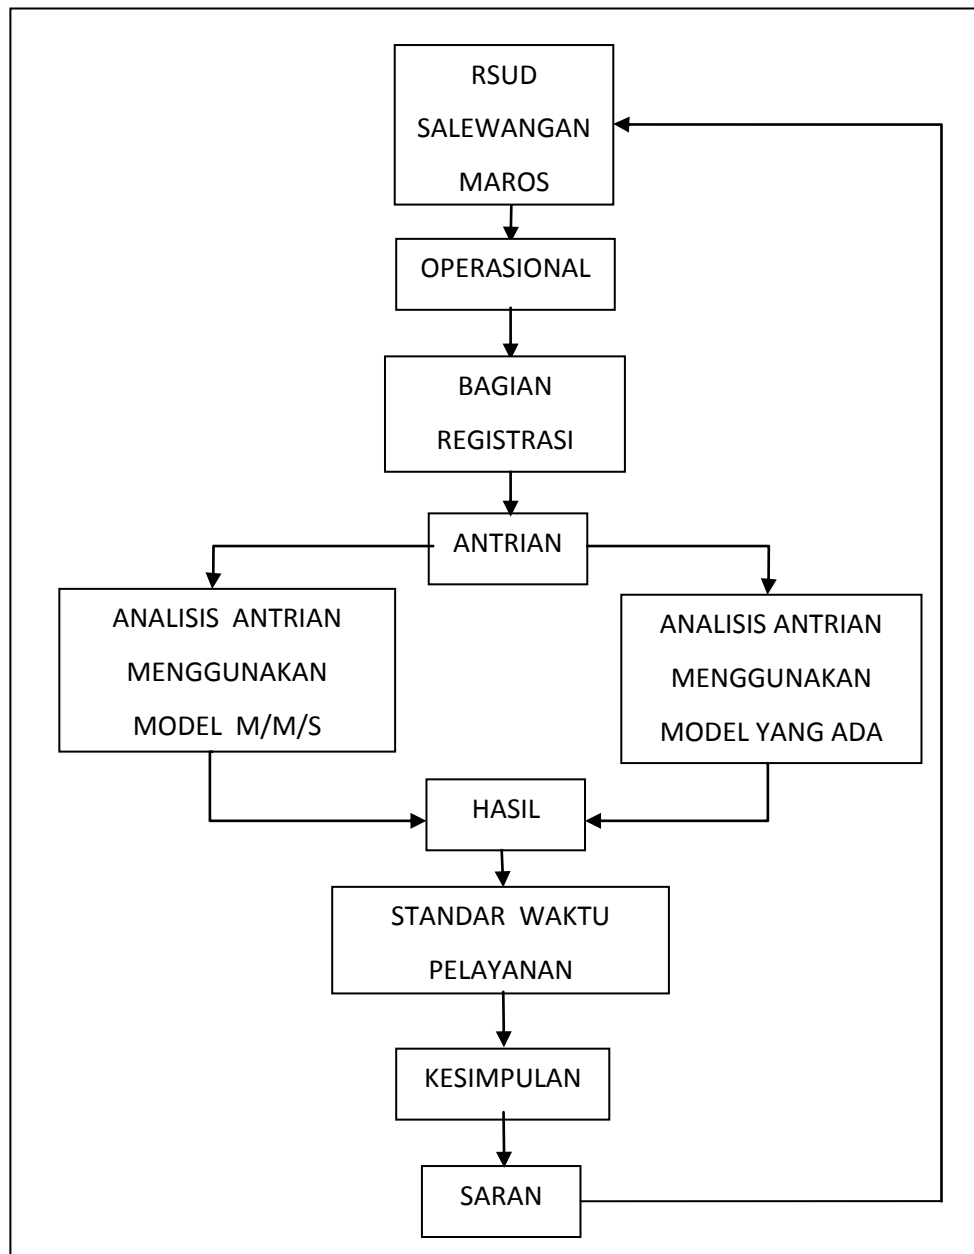 RSUD
SALEWANGAN
MAROS
OPERASIONAL
BAGIAN
REGISTRASI
ANTRIAN
ANALISIS ANTRIAN
MENGGUNAKAN
MODEL M/M/S
ANALISIS ANTRIAN
MENGGUNAKAN
MODEL YANG ADA
HASIL
STANDAR WAKTU
PELAYANAN
KESIMPULAN
SARAN